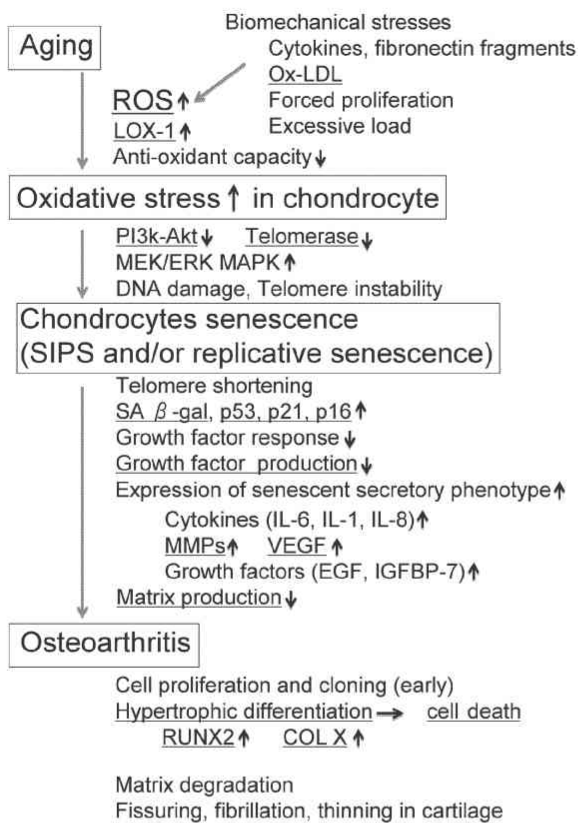 Biomechanical stresses
Aging
Cytokines, fibronectin fragments
Ox-LDL
ROS↑
Forced proliferation
LOX-1↑
Excessive load
Anti-oxidant capacity↓
Oxidative stress↑ in chondrocyte
PI3k-Akt↓ Telomerase↓
MEK/ERK MAPK↑
DNA damage, Telomere instability
Chondrocytes senescence
(SIPS and/or replicative senescence)
Telomere shortening
SA β-gal, p53, p21, p16↑
Growth factor response↓
Growth factor production↓
Expression of senescent secretory phenotype↑
Cytokines (IL-6, IL-1, IL-8)↑
MMPs↑ VEGF↑
Growth factors (EGF, IGFBP-7)↑
Matrix production↓
Osteoarthritis
Cell proliferation and cloning (early)
Hypertrophic differentiation→ cell death
RUNX2↑ COL X↑
Matrix degradation
Fissuring, fibrillation, thinning in cartilage